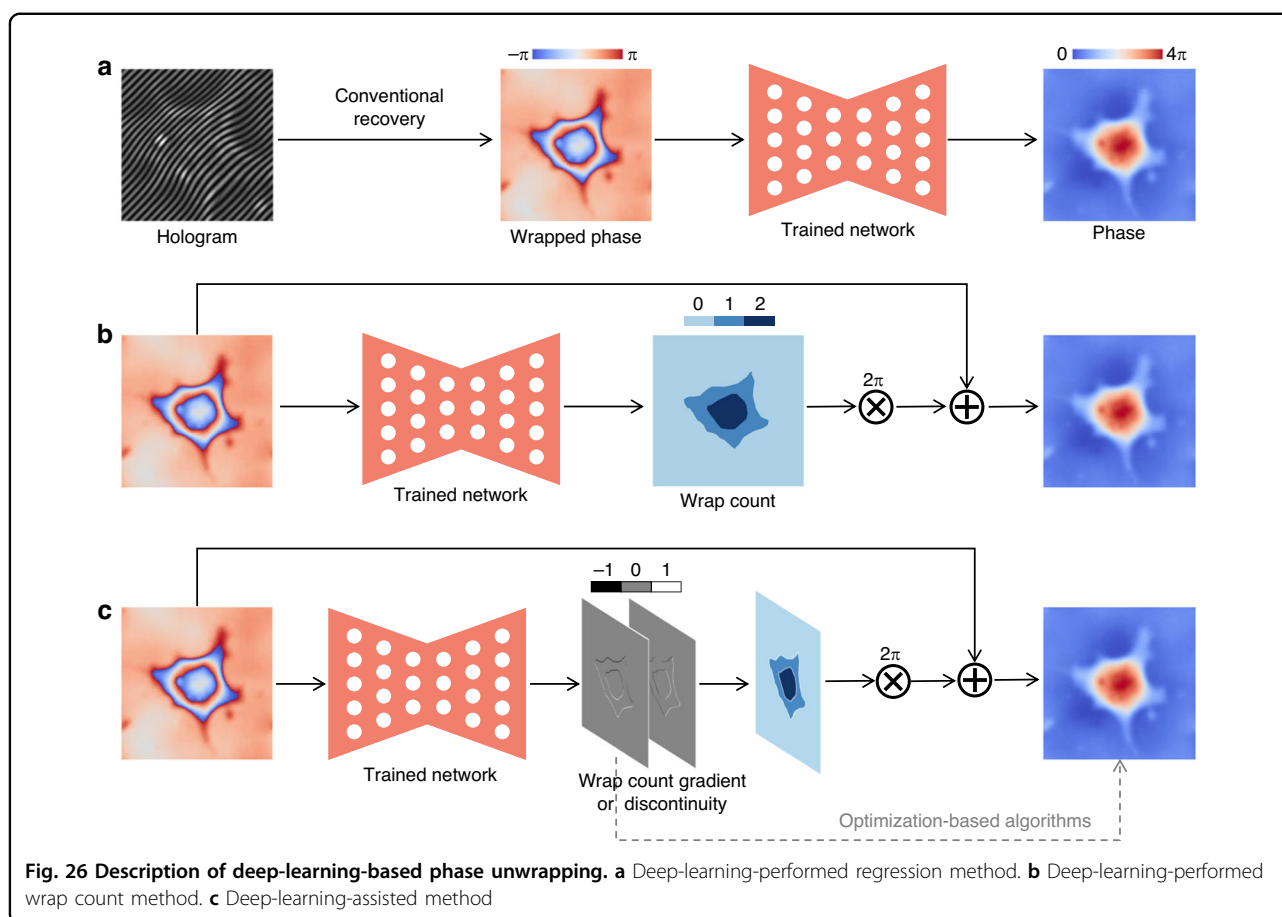 a
−π π
0 4π
Conventional
recovery
Hologram
Wrapped phase
Trained network
Phase
b
0 1 2
2π
Trained network
Wrap count
c
−1 0 1
2π
Trained network
Wrap count gradient
or discontinuity
Optimization-based algorithms
Fig. 26 Description of deep-learning-based phase unwrapping. a Deep-learning-performed regression method. b Deep-learning-performed
wrap count method. c Deep-learning-assisted method